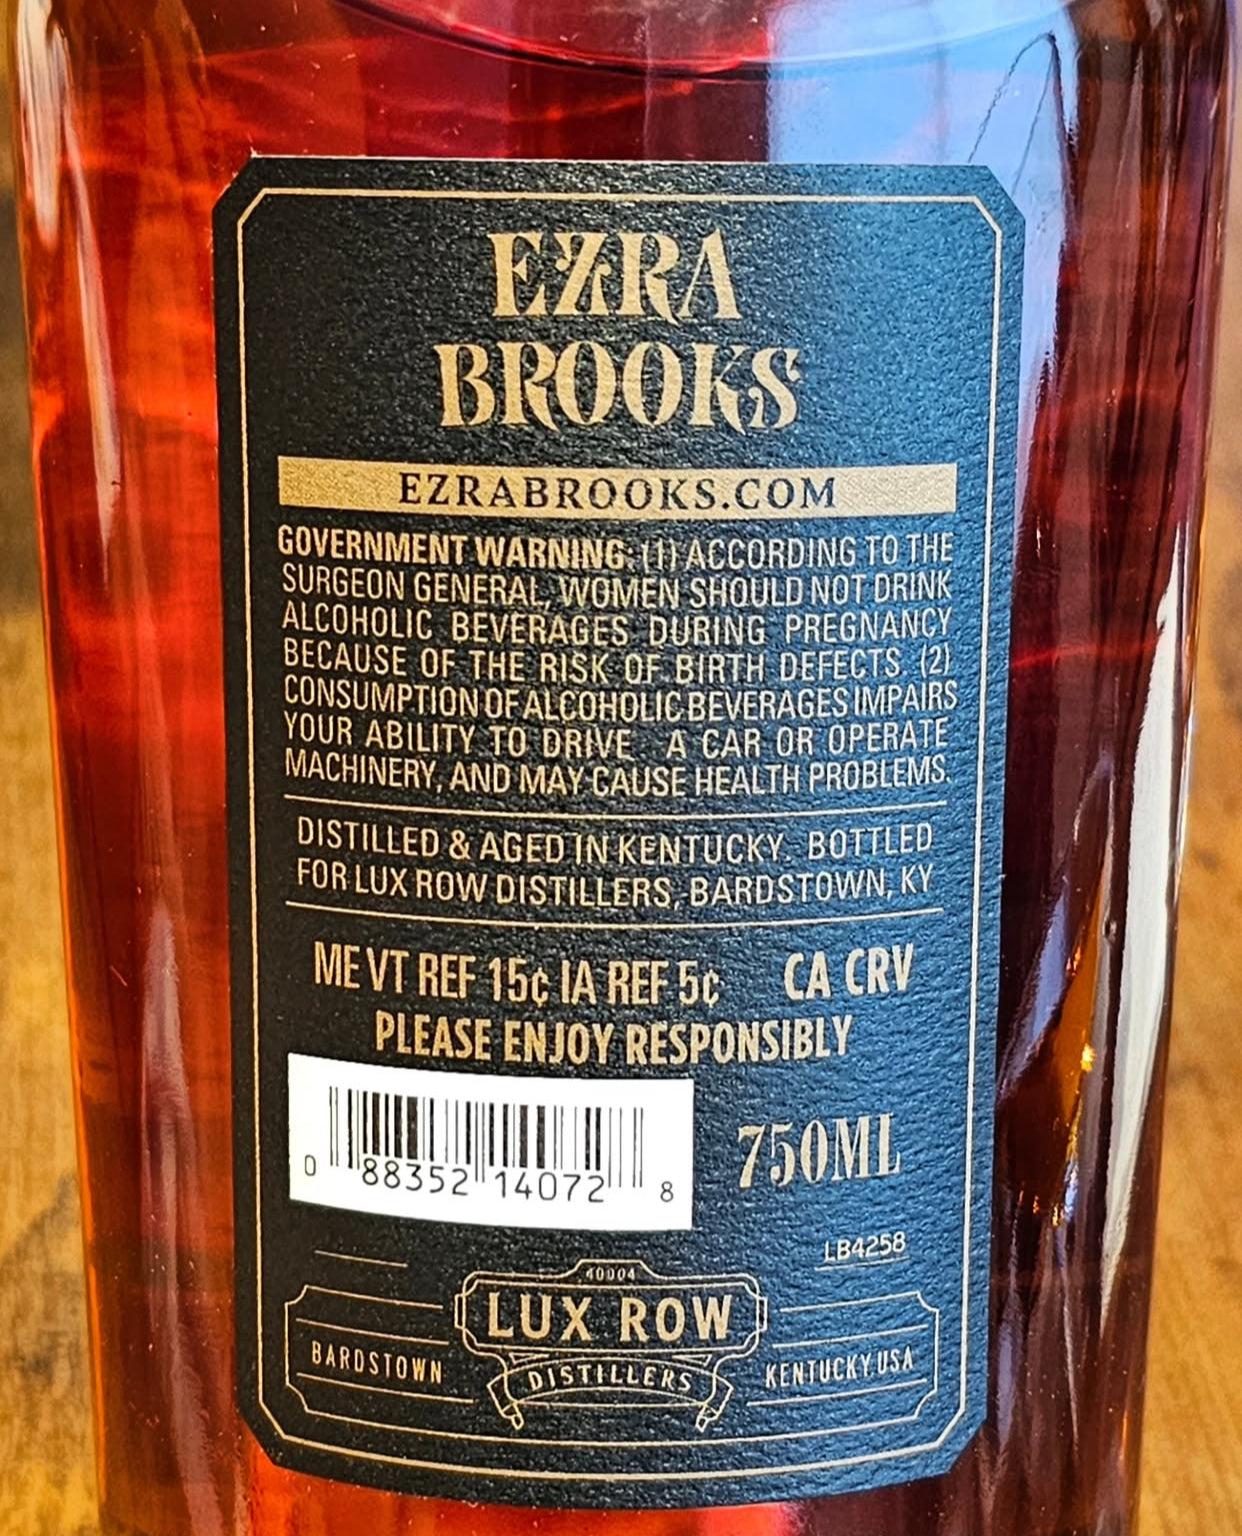 EZRA
BROOKS
EZRABROOKS.COM
GOVERNMENT WARNING: (1) ACCORDING TO THE
SURGEON GENERAL, WOMEN SHOULD NOT DRINK
ALCOHOLIC BEVERAGES DURING PREGNANCY
BECAUSE OF THE RISK OF BIRTH DEFECTS. (2)
CONSUMPTION OF ALCOHOLIC BEVERAGES IMPAIRS
YOUR ABILITY TO DRIVE A CAR OR OPERATE
MACHINERY, AND MAY CAUSE HEALTH PROBLEMS.
DISTILLED & AGED IN KENTUCKY. BOTTLED
FOR LUX ROW DISTILLERS, BARDSTOWN, KY
ME VT REF 15¢ IA REF 5¢ CA CRV
PLEASE ENJOY RESPONSIBLY
0 88352 14072 8
750ML
LB4258
40004
LUX ROW
DISTILLERS
BARDSTOWN
KENTUCKY, USA